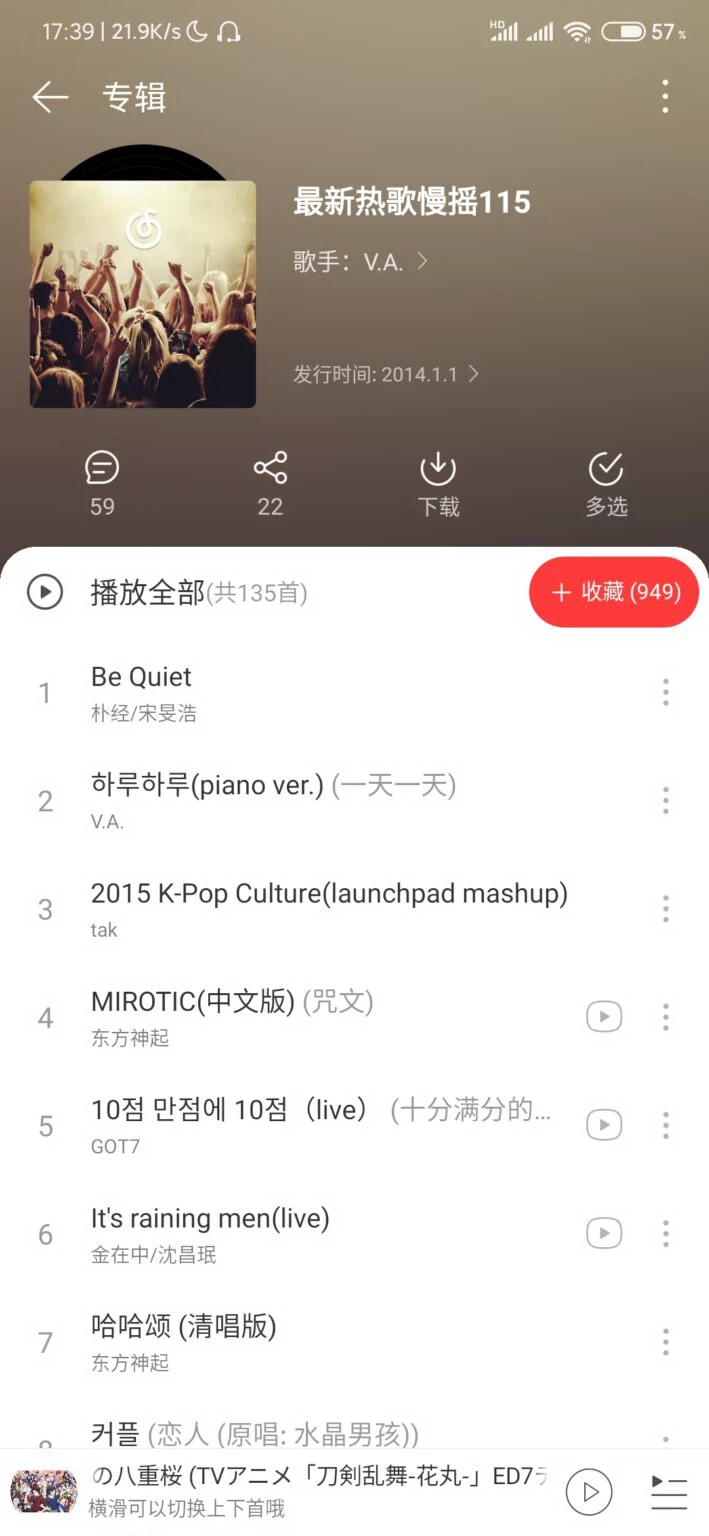 17:39 | 21.9K/s HD 57%
专辑
最新热歌慢摇115
歌手：V.A.
发行时间: 2014.1.1
59 22 下载 多选
播放全部(共135首) + 收藏 (949)
1 Be Quiet
朴经/宋旻浩
2 하루하루(piano ver.) (一天一天)
V.A.
3 2015 K-Pop Culture(launchpad mashup)
tak
4 MIROTIC(中文版) (咒文)
东方神起
5 10점 만점에 10점（live） (十分满分的...
GOT7
6 It's raining men(live)
金在中/沈昌珉
7 哈哈颂 (清唱版)
东方神起
8 커플 (恋人 (原唱: 水晶男孩))
の八重桜 (TVアニメ「刀剣乱舞-花丸-」ED7テ
横滑可以切换上下首哦